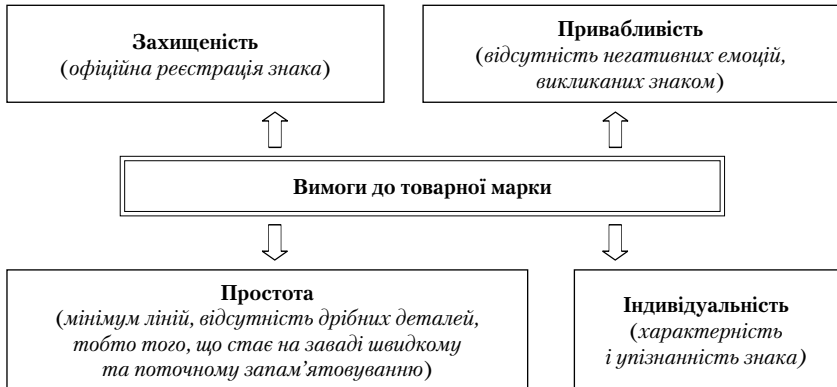 Захищеність
(офіційна реєстрація знака)
Привабливість
(відсутність негативних емоцій,
викликаних знаком)
Вимоги до товарної марки
Простота
(мінімум ліній, відсутність дрібних деталей,
тобто того, що стає на заваді швидкому
та поточному запам’ятовуванню)
Індивідуальність
(характерність
і упізнанність знака)